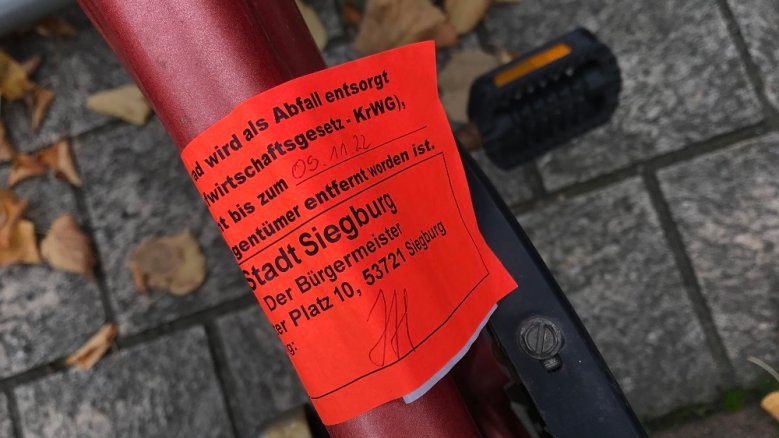 ad wird als Abfall entsorgt
wirtschaftsgesetz - KrWG),
t bis zum 05.11.22
gentümer entfernt worden ist.
Stadt Siegburg
Der Bürgermeister
er Platz 10, 53721 Siegburg
g: